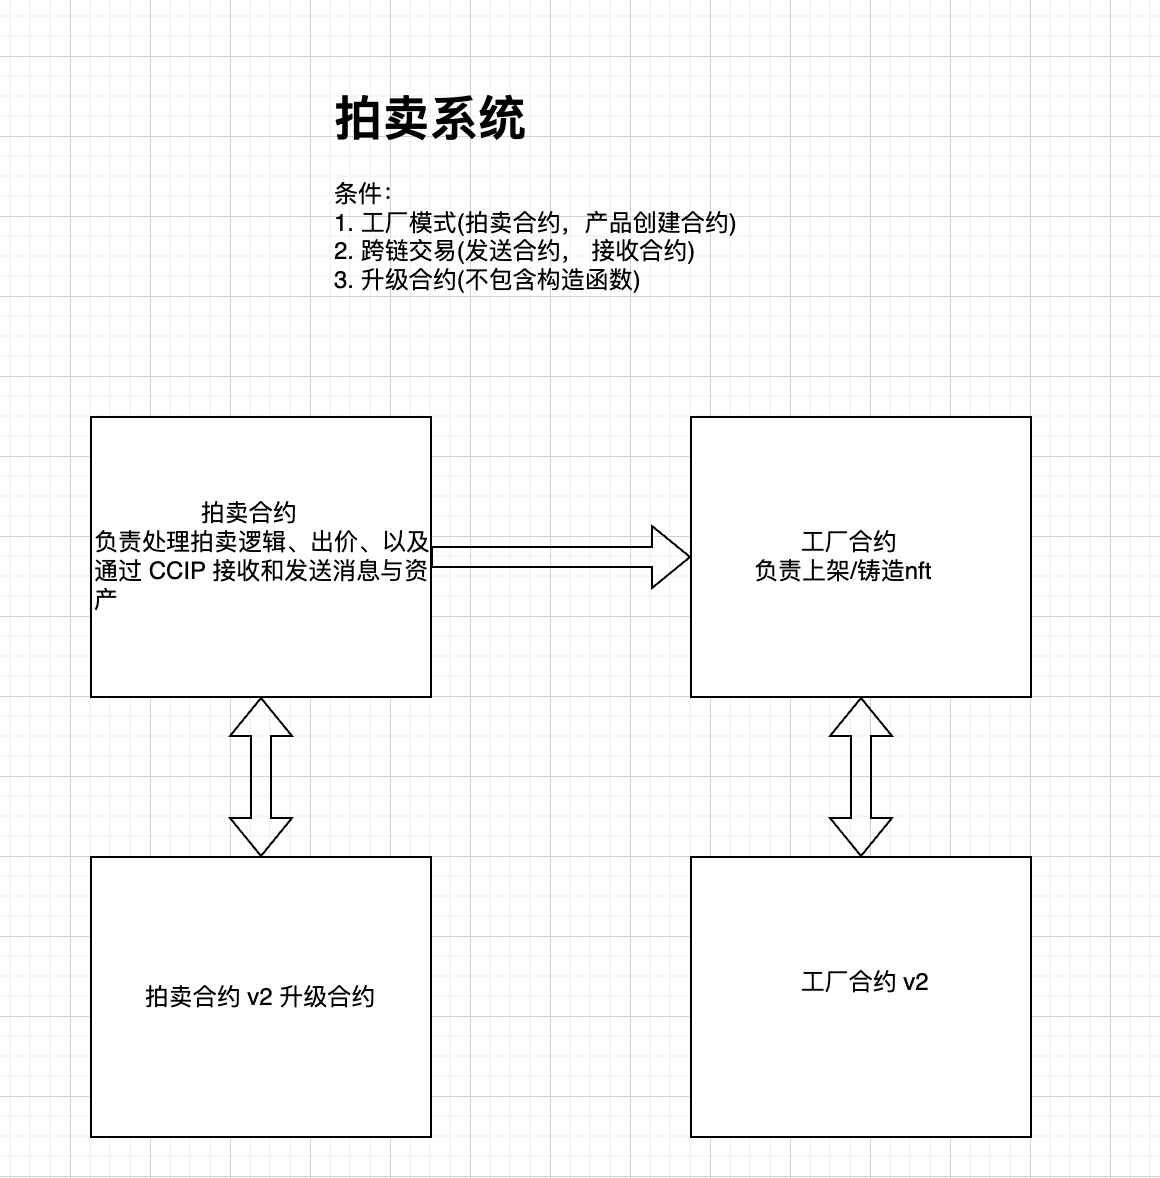 拍卖系统
条件：
1. 工厂模式(拍卖合约，产品创建合约)
2. 跨链交易(发送合约， 接收合约)
3. 升级合约(不包含构造函数)
拍卖合约
负责处理拍卖逻辑、出价、以及
通过 CCIP 接收和发送消息与资
产
工厂合约
负责上架/铸造nft
拍卖合约 v2 升级合约
工厂合约 v2